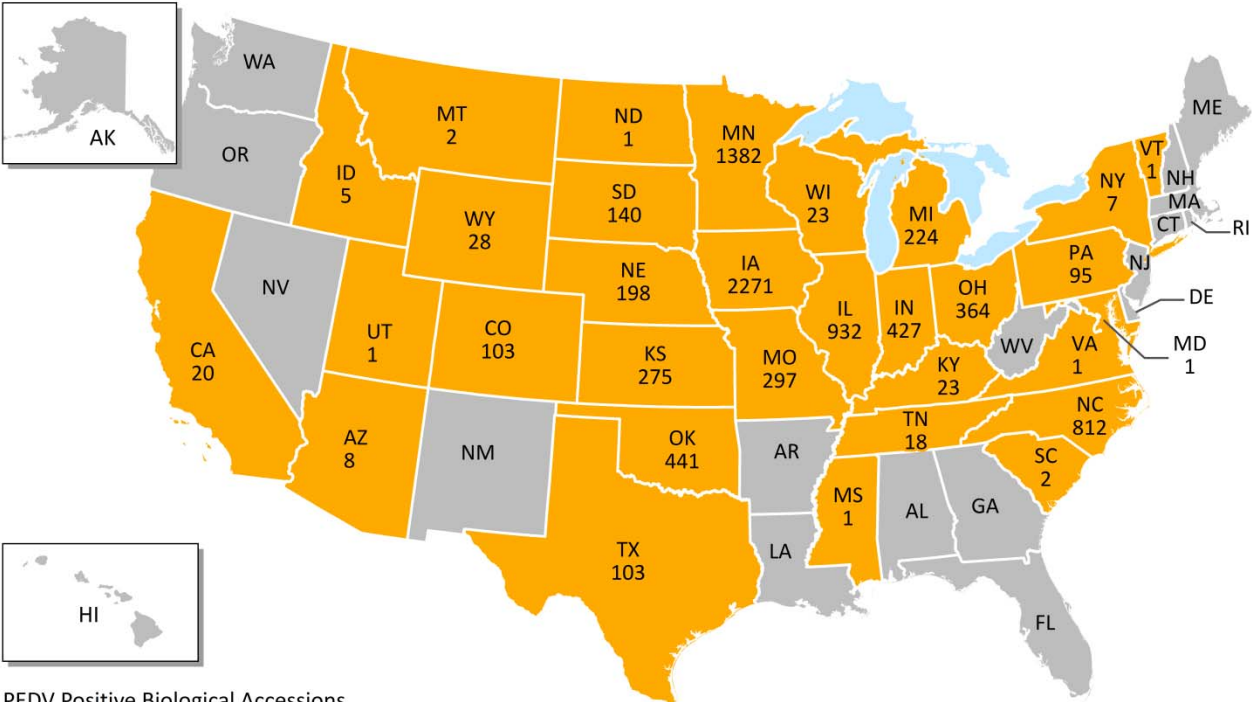 WA
AK
OR
MT
2
ID
5
WY
28
ND
1
SD
140
NE
198
MN
1382
WI
23
MI
224
IA
2271
NV
UT
1
CO
103
KS
275
MO
297
IL
932
IN
427
OH
364
CA
20
AZ
8
NM
OK
441
TX
103
AR
LA
MS
1
AL
GA
FL
TN
18
KY
23
WV
VA
1
NC
812
SC
2
PA
95
NY
7
VT
1
NH
ME
MA
CT
RI
NJ
DE
MD
1
HI
PEDV Positive Biological Accessions